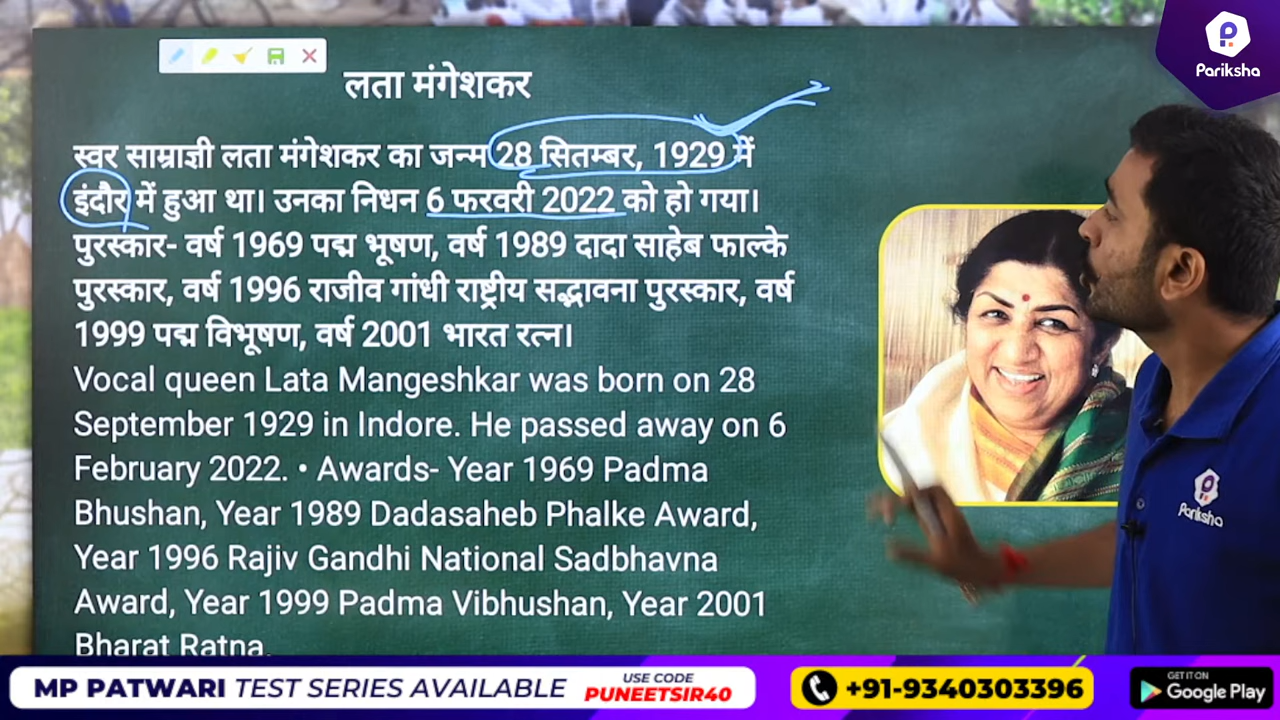 Pariksha
लता मंगेशकर
स्वर साम्राज्ञी लता मंगेशकर का जन्म 28 सितम्बर, 1929 में
इंदौर में हुआ था। उनका निधन 6 फरवरी 2022 को हो गया।
पुरस्कार- वर्ष 1969 पद्म भूषण, वर्ष 1989 दादा साहेब फाल्के
पुरस्कार, वर्ष 1996 राजीव गांधी राष्ट्रीय सद्भावना पुरस्कार, वर्ष
1999 पद्म विभूषण, वर्ष 2001 भारत रत्न।
Vocal queen Lata Mangeshkar was born on 28
September 1929 in Indore. He passed away on 6
February 2022. • Awards- Year 1969 Padma
Bhushan, Year 1989 Dadasaheb Phalke Award,
Year 1996 Rajiv Gandhi National Sadbhavna
Award, Year 1999 Padma Vibhushan, Year 2001
Bharat Ratna.
Pariksha
MP PATWARI TEST SERIES AVAILABLE
USE CODE
PUNEETSIR40
+91-9340303396
GET IT ON
Google Play